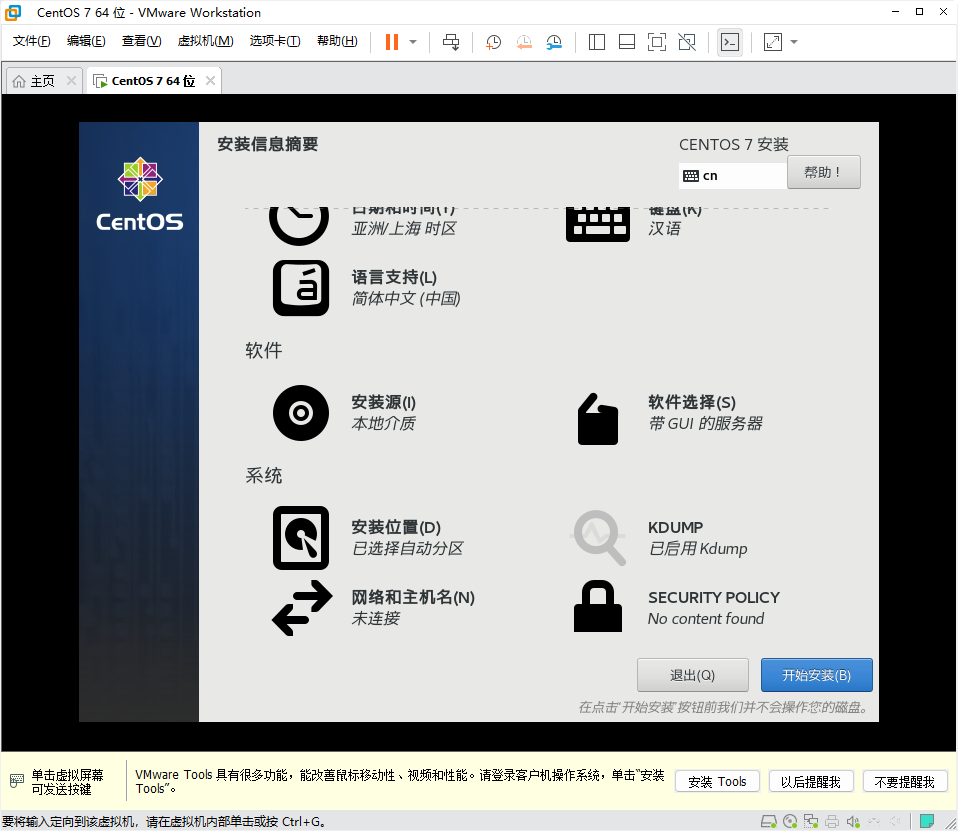 CentOS 7 64 位 - VMware Workstation
文件(F) 编辑(E) 查看(V) 虚拟机(M) 选项卡(T) 帮助(H)
主页 CentOS 7 64 位
安装信息摘要
CENTOS 7 安装
cn 帮助！
CentOS
日期和时间(T) 键盘(K)
亚洲/上海 时区 汉语
语言支持(L)
简体中文 (中国)
软件
安装源(I) 软件选择(S)
本地介质 带 GUI 的服务器
系统
安装位置(D) KDUMP
已选择自动分区 已启用 Kdump
网络和主机名(N) SECURITY POLICY
未连接 No content found
退出(Q) 开始安装(B)
在点击'开始安装'按钮前我们并不会操作您的磁盘。
单击虚拟屏幕
可发送按键
VMware Tools 具有很多功能，能改善鼠标移动性、视频和性能。请登录客户机操作系统，单击“安装
Tools”。
安装 Tools 以后提醒我 不要提醒我
要将输入定向到该虚拟机，请在虚拟机内部单击或按 Ctrl+G。